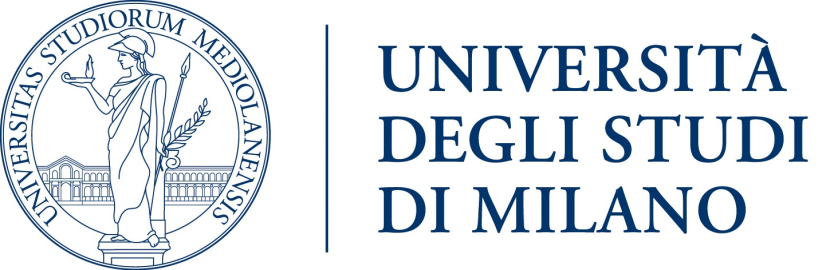 UNIVERSITAS STUDIORUM MEDIOLANENSIS
UNIVERSITÀ
DEGLI STUDI
DI MILANO